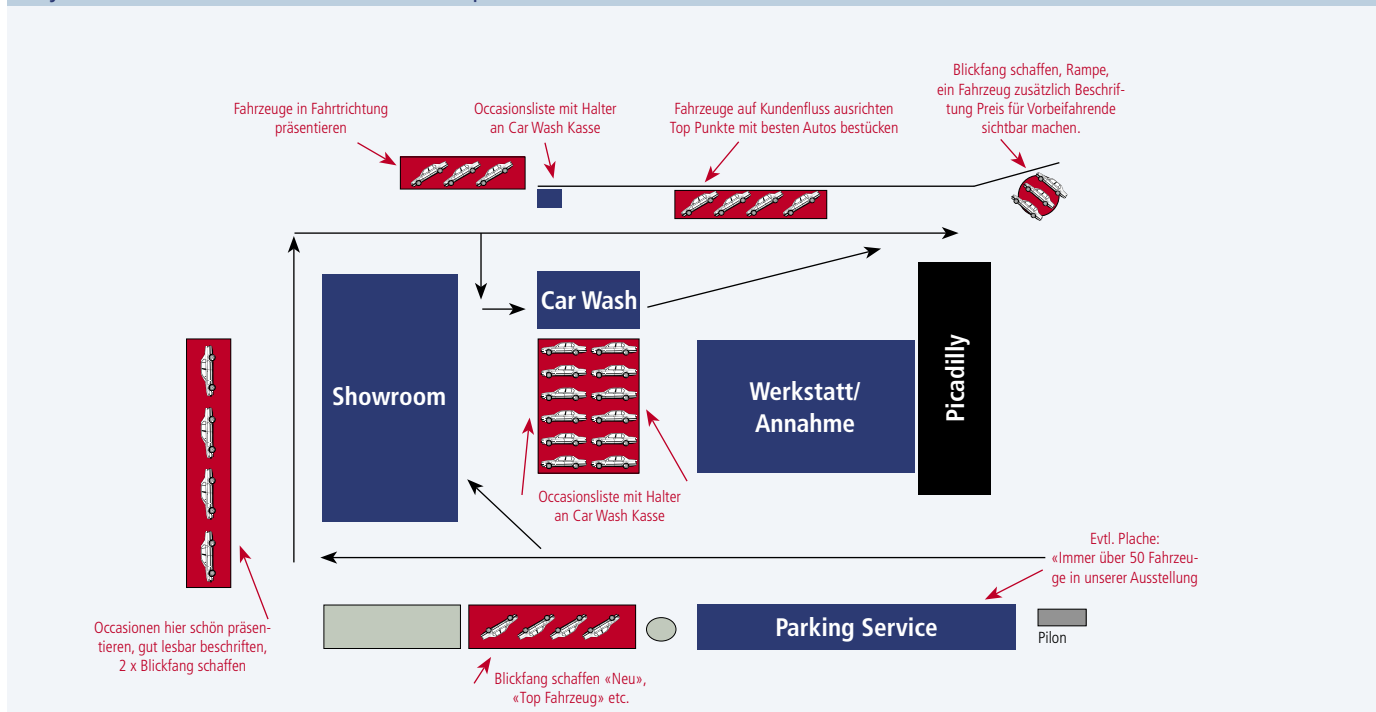 Blickfang schaffen, Rampe,
ein Fahrzeug zusätzlich Beschrif-
tung Preis für Vorbeifahrende
sichtbar machen.
Fahrzeuge in Fahrtrichtung
präsentieren
Occasionsliste mit Halter
an Car Wash Kasse
Fahrzeuge auf Kundenfluss ausrichten
Top Punkte mit besten Autos bestücken
Car Wash
Showroom
Werkstatt/
Annahme
Picadilly
Occasionsliste mit Halter
an Car Wash Kasse
Evtl. Plache:
«Immer über 50 Fahrzeu-
ge in unserer Ausstellung
Occasionen hier schön präsen-
tieren, gut lesbar beschriften,
2 x Blickfang schaffen
Parking Service
Pilon
Blickfang schaffen «Neu»,
«Top Fahrzeug» etc.